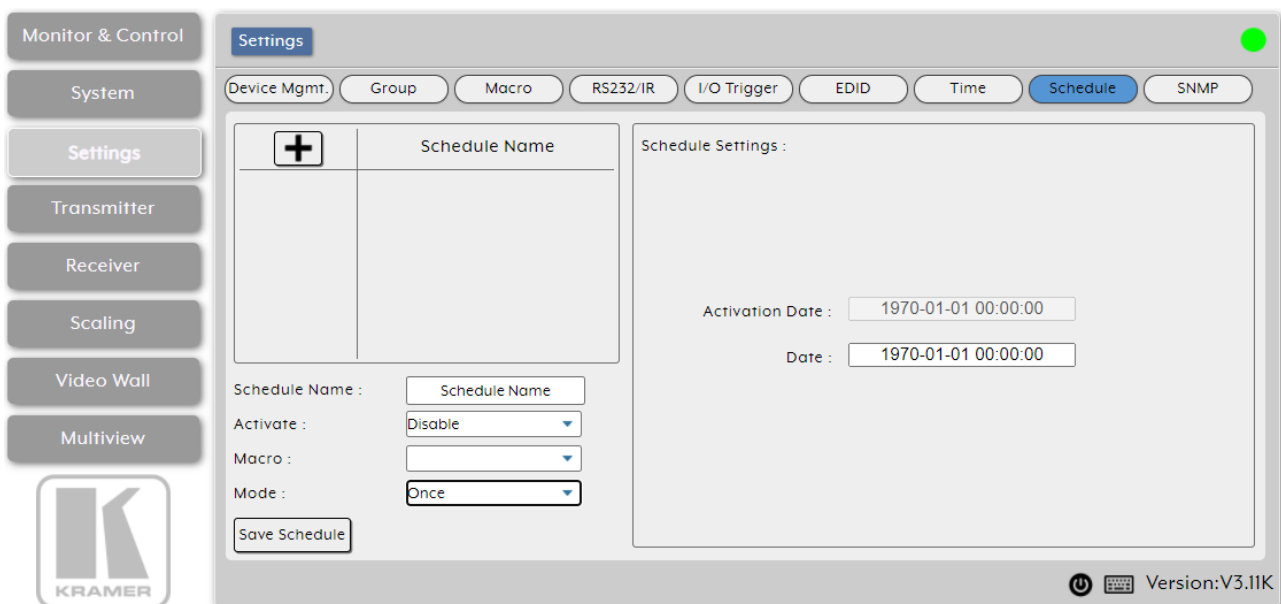 Monitor & Control
System
Settings
Transmitter
Receiver
Scaling
Video Wall
Multiview
KRAMER
Settings
Device Mgmt. Group Macro RS232/IR I/O Trigger EDID Time Schedule SNMP
Schedule Name
Schedule Name : Schedule Name
Activate : Disable
Macro :
Mode : Once
Save Schedule
Schedule Settings :
Activation Date : 1970-01-01 00:00:00
Date : 1970-01-01 00:00:00
Version:V3.11K